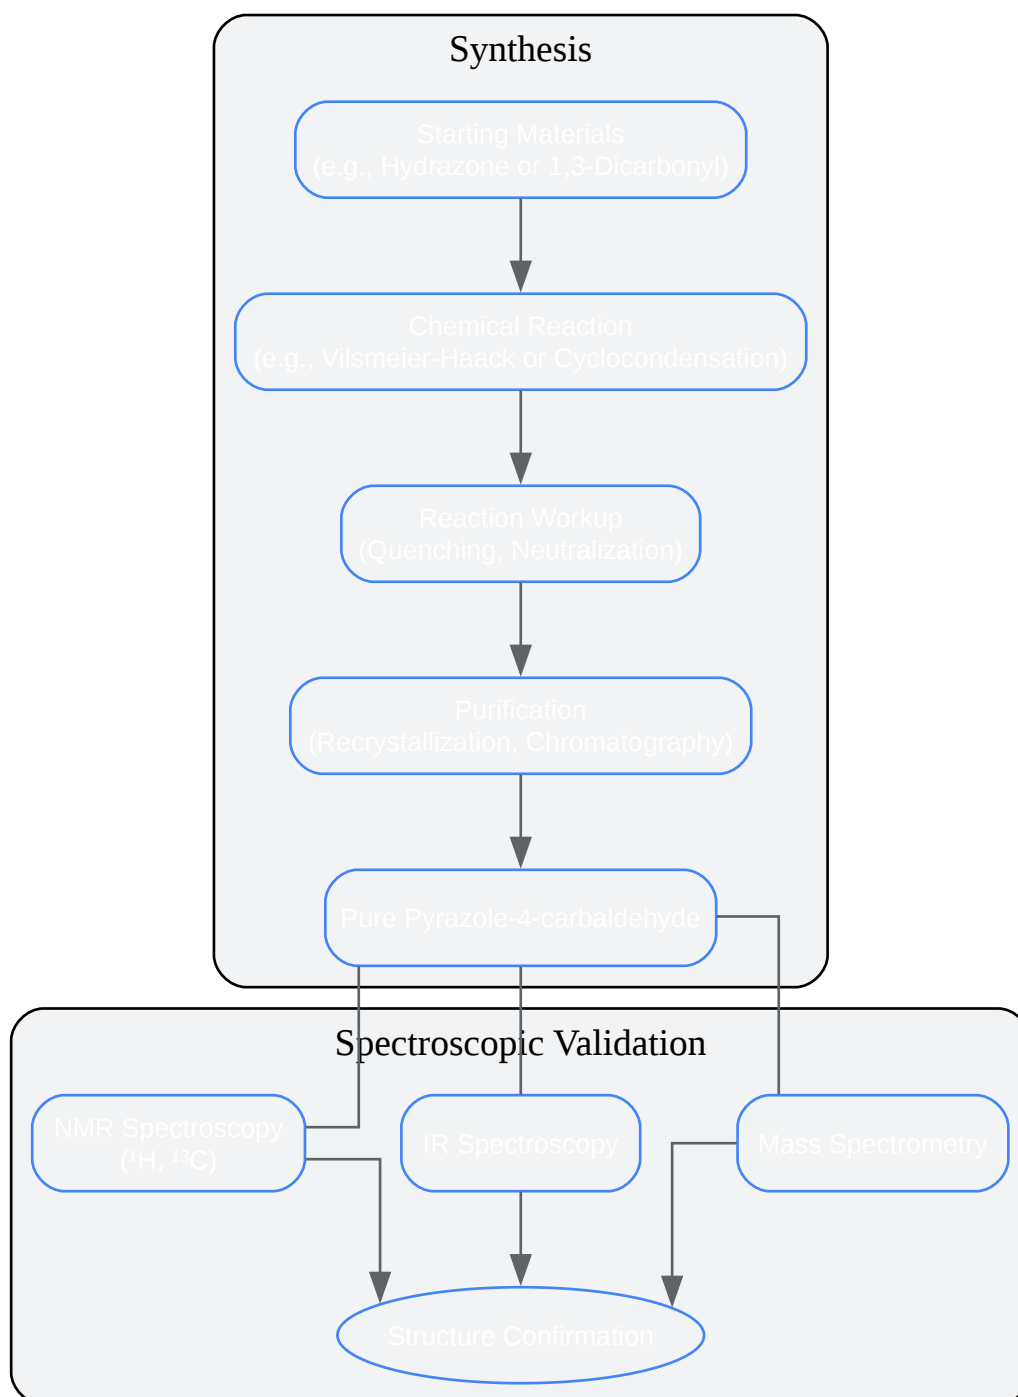 Synthesis
Starting Materials
(e.g., Hydrazone or 1,3-Dicarbonyl)
Chemical Reaction
(e.g., Vilsmeier-Haack or Cyclocondensation)
Reaction Workup
(Quenching, Neutralization)
Purification
(Recrystallization, Chromatography)
Pure Pyrazole-4-carbaldehyde
Spectroscopic Validation
NMR Spectroscopy
(¹H, ¹³C)
IR Spectroscopy
Mass Spectrometry
Structure Confirmation